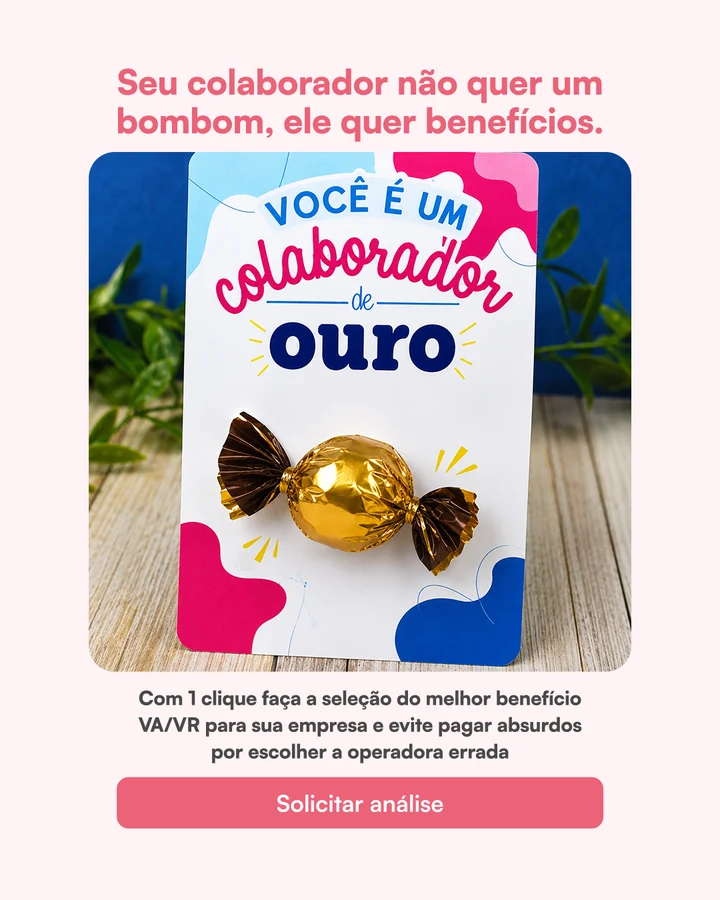 Seu colaborador não quer um
bombom, ele quer benefícios.
VOCÊ É UM
colaborador
de
ouro
Com 1 clique faça a seleção do melhor benefício
VA/VR para sua empresa e evite pagar absurdos
por escolher a operadora errada
Solicitar análise